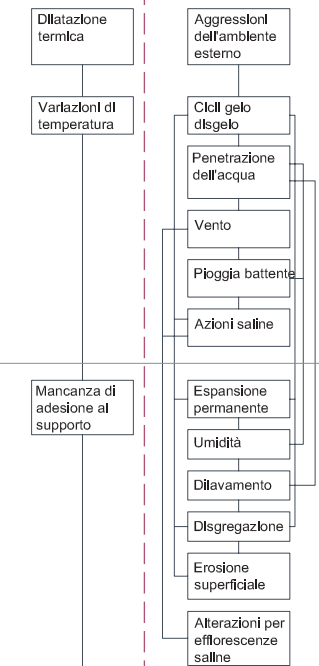 Dilatazione
termica
Variazioni di
temperatura
Mancanza di
adesione al
supporto
Aggressioni
dell'ambiente
esterno
Cicli gelo
disgelo
Penetrazione
dell'acqua
Vento
Pioggia battente
Azioni saline
Espansione
permanente
Umidità
Dilavamento
Disgregazione
Erosione
superficiale
Alterazioni per
efflorescenze
saline